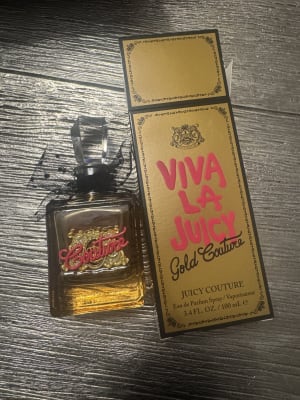 VIVA
LA
JUICY
Gold Couture
JUICY COUTURE
Eau de Parfum Spray / Vaporisateur
3.4 FL. OZ. / 100 mL ℮
Couture